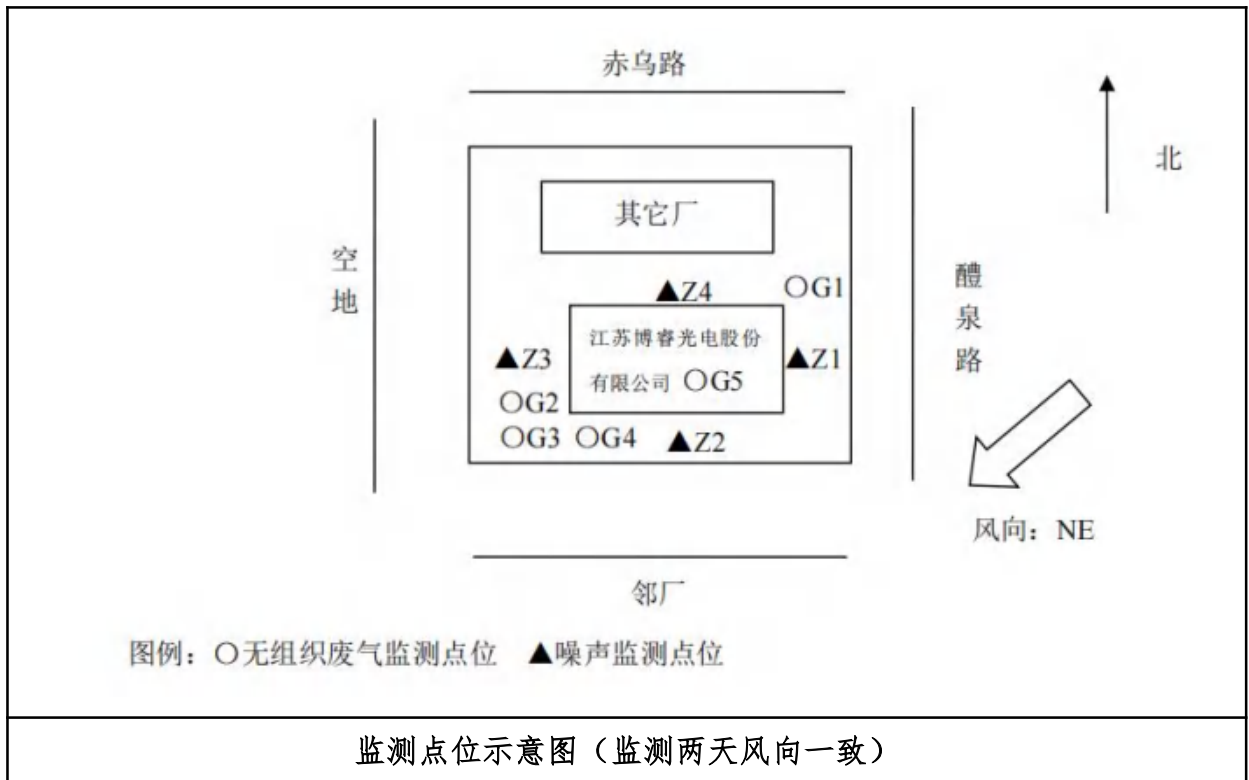 赤乌路
北
其它厂
空地
醴泉路
▲Z4
○G1
江苏博睿光电股份
有限公司 ○G5
▲Z3
▲Z1
○G2
○G3 ○G4 ▲Z2
风向：NE
邻厂
图例：○无组织废气监测点位 ▲噪声监测点位
监测点位示意图（监测两天风向一致）